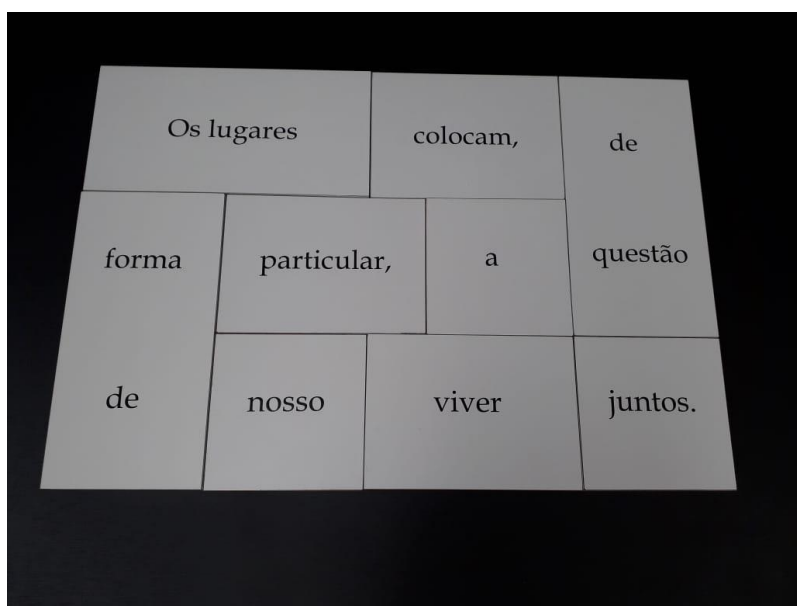 Os lugares colocam, de
forma particular, a questão
de nosso viver juntos.